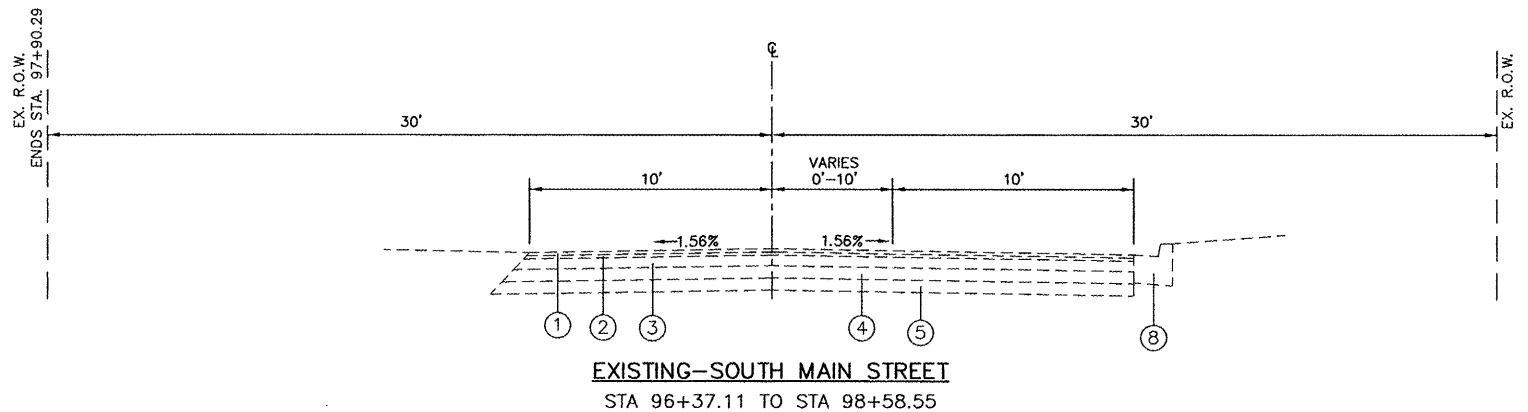 EX. R.O.W.
ENDS STA. 97+90.29
℄
EX. R.O.W.
30'
30'
10'
VARIES
0'-10'
10'
1.56%
1.56%
1
2
3
4
5
8
EXISTING-SOUTH MAIN STREET
STA 96+37.11 TO STA 98+58.55